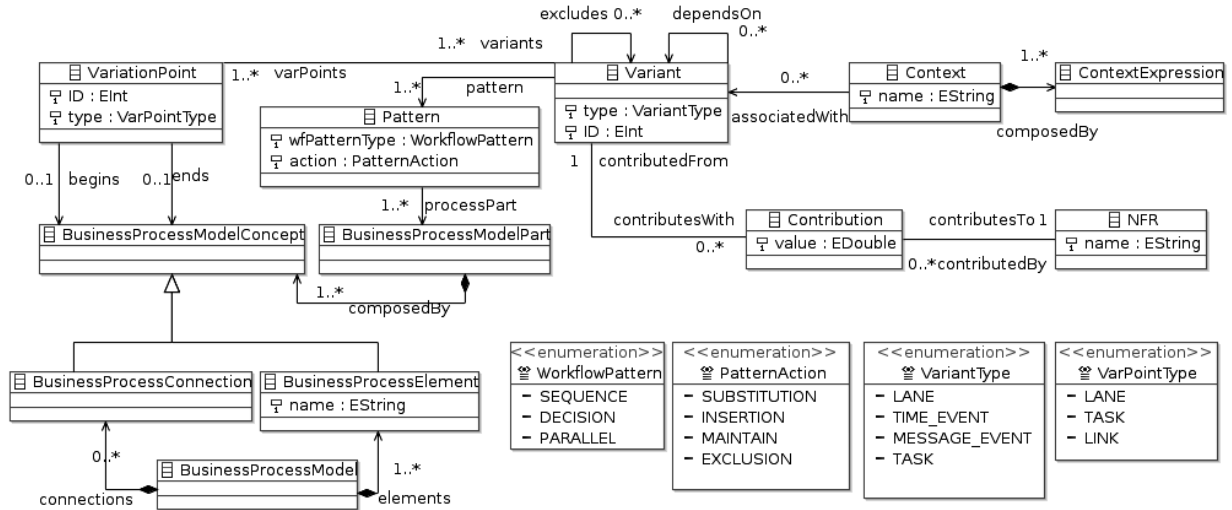 excludes 0..*
dependsOn
0..*
1..* variants
VariationPoint
ID : EInt
type : VarPointType
1..* varPoints
1..*
pattern
Variant
type : VariantType
ID : EInt
0..*
associatedWith
Context
name : EString
1..*
composedBy
ContextExpression
Pattern
wfPatternType : WorkflowPattern
action : PatternAction
0..1 begins
0..1 ends
1..* processPart
1 contributedFrom
contributesWith
0..*
Contribution
value : EDouble
contributesTo 1
0..* contributedBy
NFR
name : EString
BusinessProcessModelConcept
BusinessProcessModelPart
1..*
composedBy
BusinessProcessConnection
BusinessProcessElement
name : EString
0..*
connections
BusinessProcessModel
1..*
elements
<<enumeration>>
WorkflowPattern
SEQUENCE
DECISION
PARALLEL
<<enumeration>>
PatternAction
SUBSTITUTION
INSERTION
MAINTAIN
EXCLUSION
<<enumeration>>
VariantType
LANE
TIME_EVENT
MESSAGE_EVENT
TASK
<<enumeration>>
VarPointType
LANE
TASK
LINK